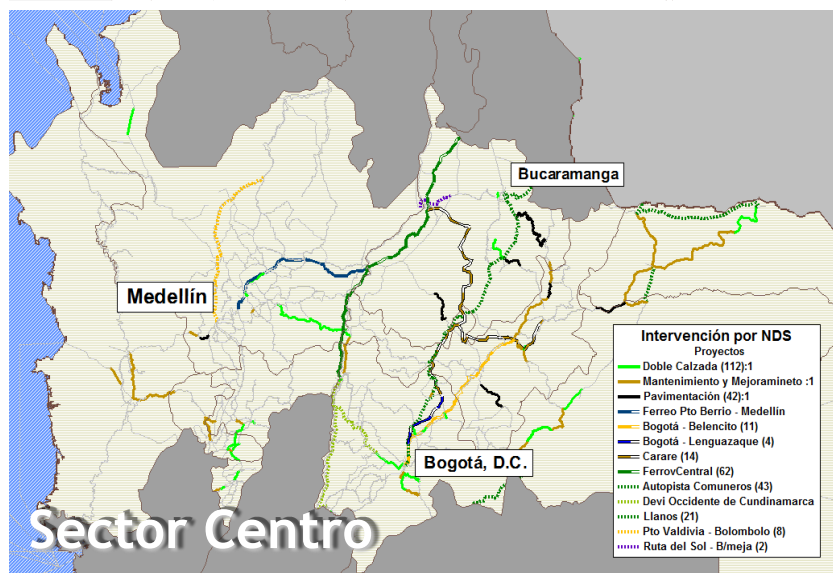 Bucaramanga
Medellín
Intervención por NDS
Proyectos
Doble Calzada (112):1
Mantenimiento y Mejoramineto :1
Pavimentación (42):1
Ferreo Pto Berrio - Medellín
Bogotá - Belencito (11)
Bogotá - Lenguazaque (4)
Carare (14)
FerrovCentral (62)
Autopista Comuneros (43)
Devi Occidente de Cundinamarca
Llanos (21)
Pto Valdivia - Bolombolo (8)
Ruta del Sol - B/meja (2)
Bogotá, D.C.
Sector Centro